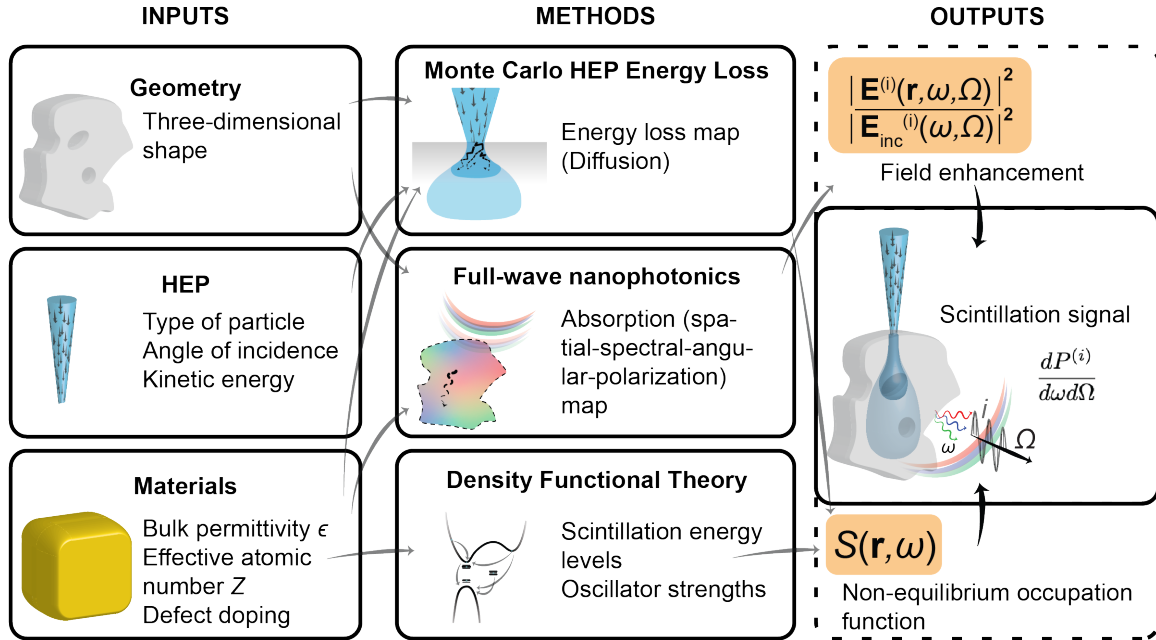 INPUTS
METHODS
OUTPUTS
Geometry
Three-dimensional
shape
HEP
Type of particle
Angle of incidence
Kinetic energy
Materials
Bulk permittivity ϵ
Effective atomic
number Z
Defect doping
Monte Carlo HEP Energy Loss
Energy loss map
(Diffusion)
Full-wave nanophotonics
Absorption (spa-
tial-spectral-angu-
lar-polarization)
map
Density Functional Theory
Scintillation energy
levels
Oscillator strengths
|E⁽ⁱ⁾(r,ω,Ω)|²
|E_inc⁽ⁱ⁾(ω,Ω)|²
Field enhancement
Scintillation signal
dP⁽ⁱ⁾
dωdΩ
i
ω
Ω
S(r,ω)
Non-equilibrium occupation
function